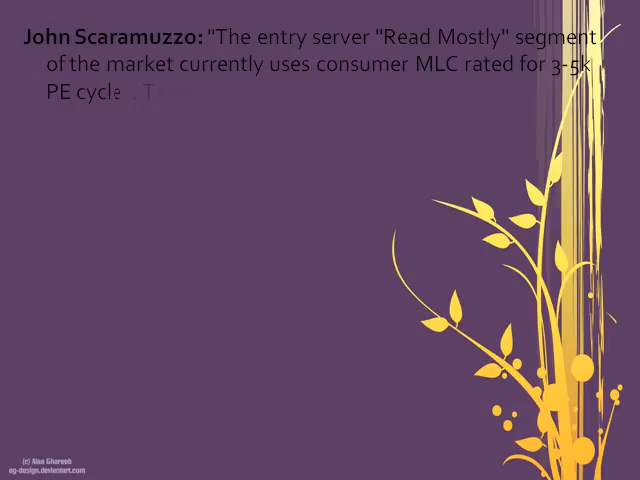 John Scaramuzzo: "The entry server "Read Mostly" segment
of the market currently uses consumer MLC rated for 3-5k
PE cycle
(c) Alan Ghareeb
ag-design.deviantart.com